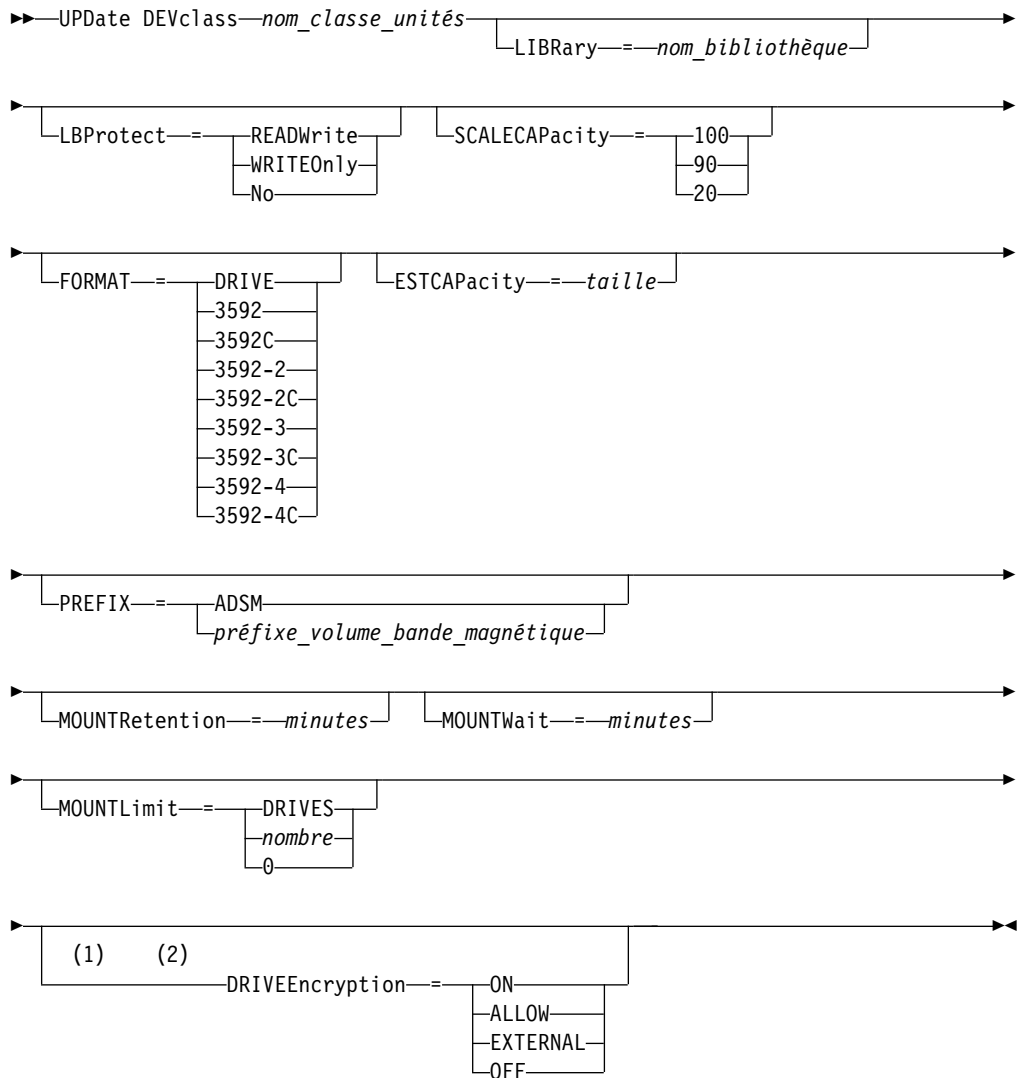 UPDate DEVclass nom_classe_unités
LIBRary = nom_bibliothèque
LBProtect = READWrite SCALECAPacity = 100
WRITEOnly 90
No 20
FORMAT = DRIVE ESTCAPacity = taille
3592
3592C
3592-2
3592-2C
3592-3
3592-3C
3592-4
3592-4C
PREFIX = ADSM
préfixe_volume_bande_magnétique
MOUNTRetention = minutes MOUNTWait = minutes
MOUNTLimit = DRIVES
nombre
0
(1) (2)
DRIVEEncryption = ON
ALLOW
EXTERNAL
OFF